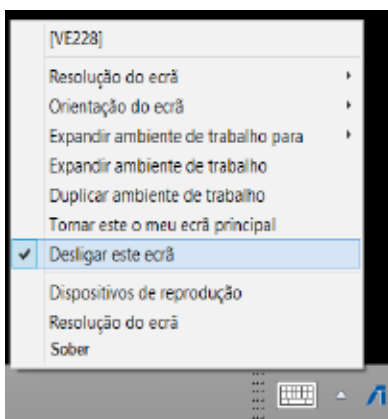 [VE228]
Resolução do ecrã
Orientação do ecrã
Expandir ambiente de trabalho para
Expandir ambiente de trabalho
Duplicar ambiente de trabalho
Tornar este o meu ecrã principal
Desligar este ecrã
Dispositivos de reprodução
Resolução do ecrã
Sober